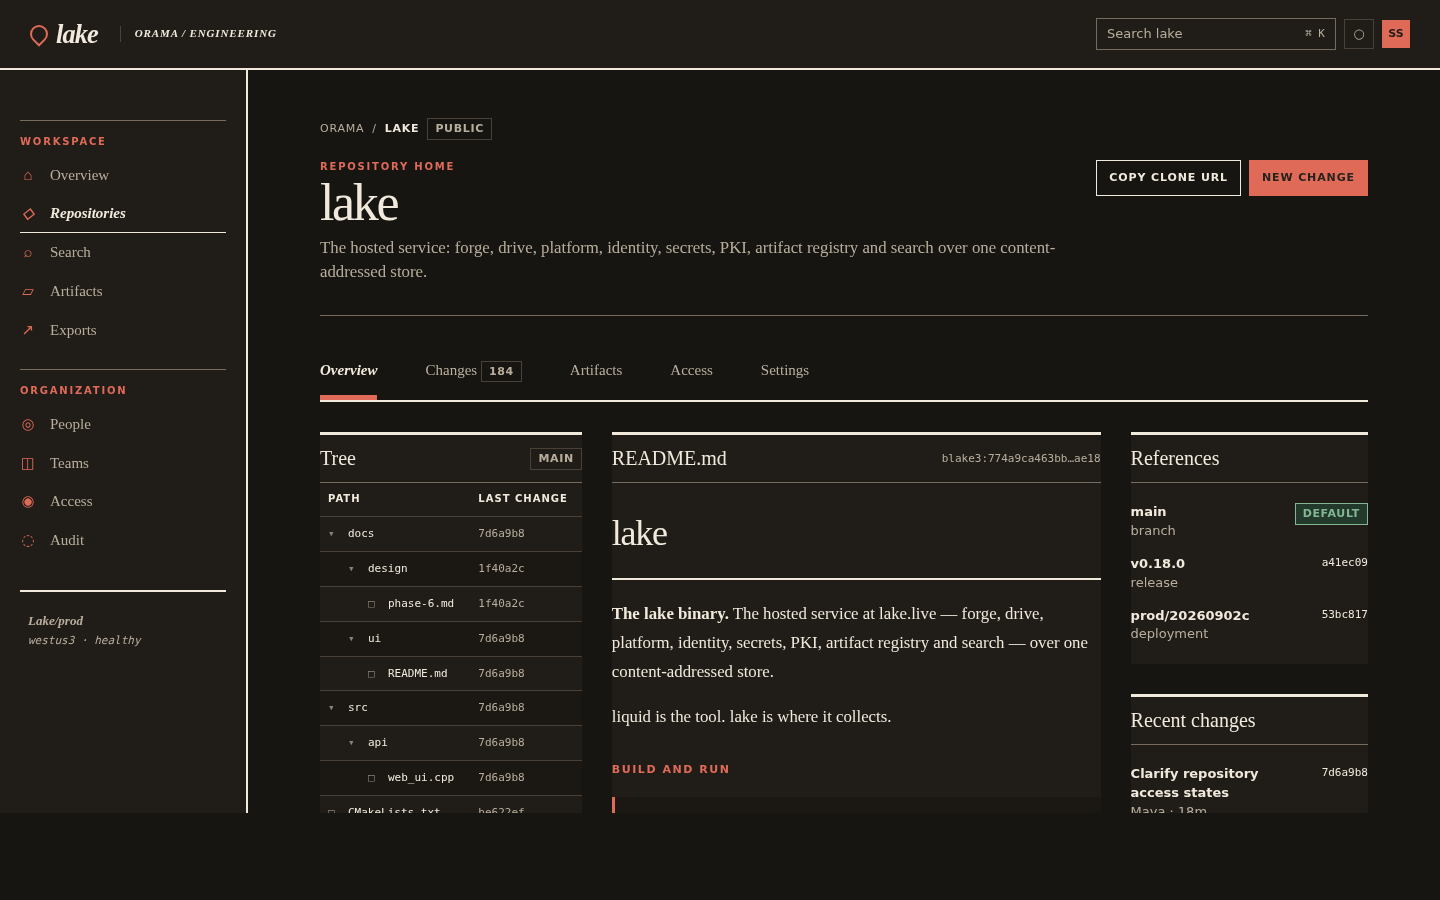 lake
ORAMA / ENGINEERING
Search lake ⌘ K
SS
WORKSPACE
Overview
Repositories
Search
Artifacts
Exports
ORGANIZATION
People
Teams
Access
Audit
Lake/prod
westus3 · healthy
ORAMA / LAKE PUBLIC
REPOSITORY HOME
lake
The hosted service: forge, drive, platform, identity, secrets, PKI, artifact registry and search over one content-
addressed store.
COPY CLONE URL
NEW CHANGE
Overview Changes 184 Artifacts Access Settings
Tree MAIN
PATH LAST CHANGE
docs 7d6a9b8
design 1f40a2c
phase-6.md 1f40a2c
ui 7d6a9b8
README.md 7d6a9b8
src 7d6a9b8
api 7d6a9b8
web_ui.cpp 7d6a9b8
CMakeLists.txt be622ef
README.md blake3:774a9ca463bb…ae18
lake
The lake binary. The hosted service at lake.live — forge, drive,
platform, identity, secrets, PKI, artifact registry and search — over one
content-addressed store.
liquid is the tool. lake is where it collects.
BUILD AND RUN
References
main DEFAULT
branch
v0.18.0 a41ec09
release
prod/20260902c 53bc817
deployment
Recent changes
Clarify repository 7d6a9b8
access states
Maya · 18m